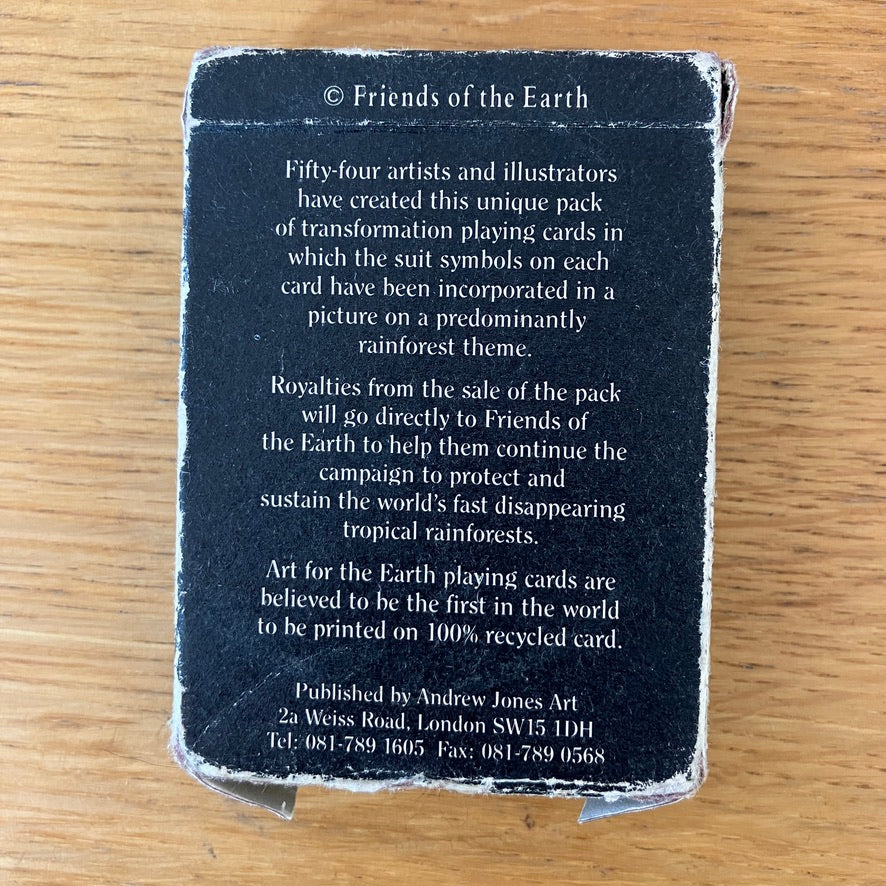 © Friends of the Earth
Fifty-four artists and illustrators
have created this unique pack
of transformation playing cards in
which the suit symbols on each
card have been incorporated in a
picture on a predominantly
rainforest theme.
Royalties from the sale of the pack
will go directly to Friends of
the Earth to help them continue the
campaign to protect and
sustain the world's fast disappearing
tropical rainforests.
Art for the Earth playing cards are
believed to be the first in the world
to be printed on 100% recycled card.
Published by Andrew Jones Art
2a Weiss Road, London SW15 1DH
Tel: 081-789 1605 Fax: 081-789 0568